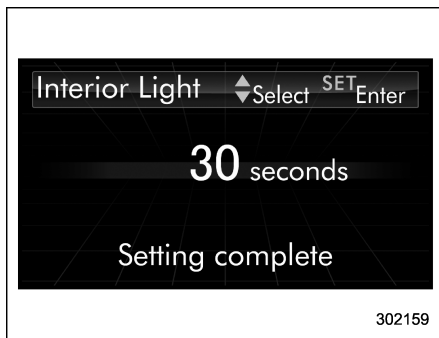 Interior Light Select SET Enter
30 seconds
Setting complete
302159